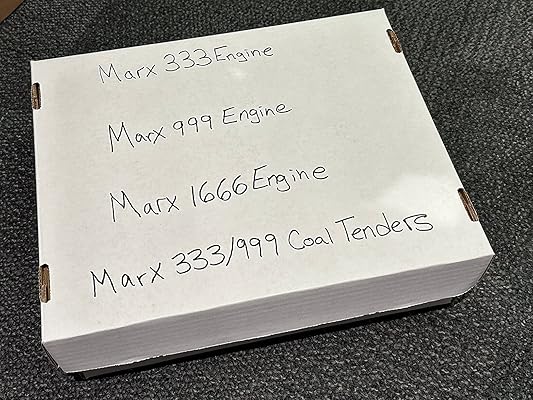 Marx 333 Engine
Marx 999 Engine
Marx 1666 Engine
Marx 333/999 Coal Tenders